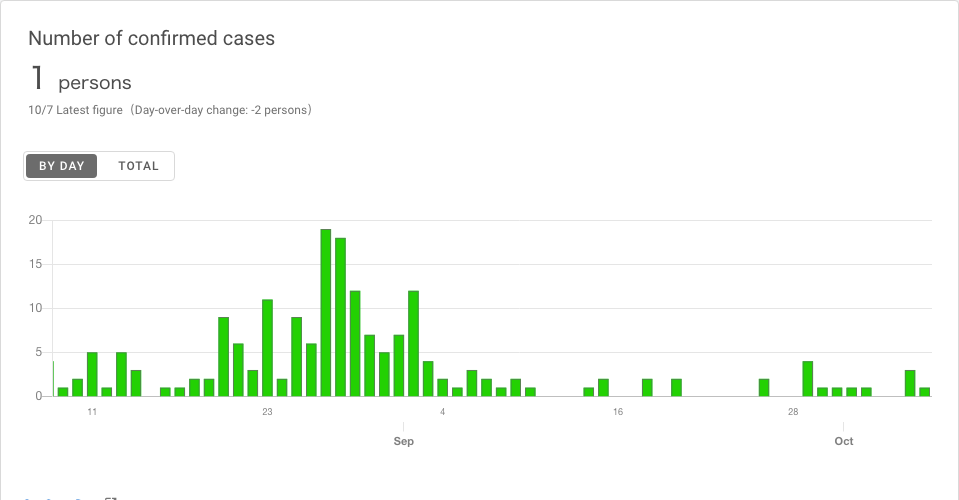 Number of confirmed cases
1 persons
10/7 Latest figure（Day-over-day change: -2 persons）
BY DAY TOTAL
20
15
10
5
0
11 23 4 16 28
Sep Oct